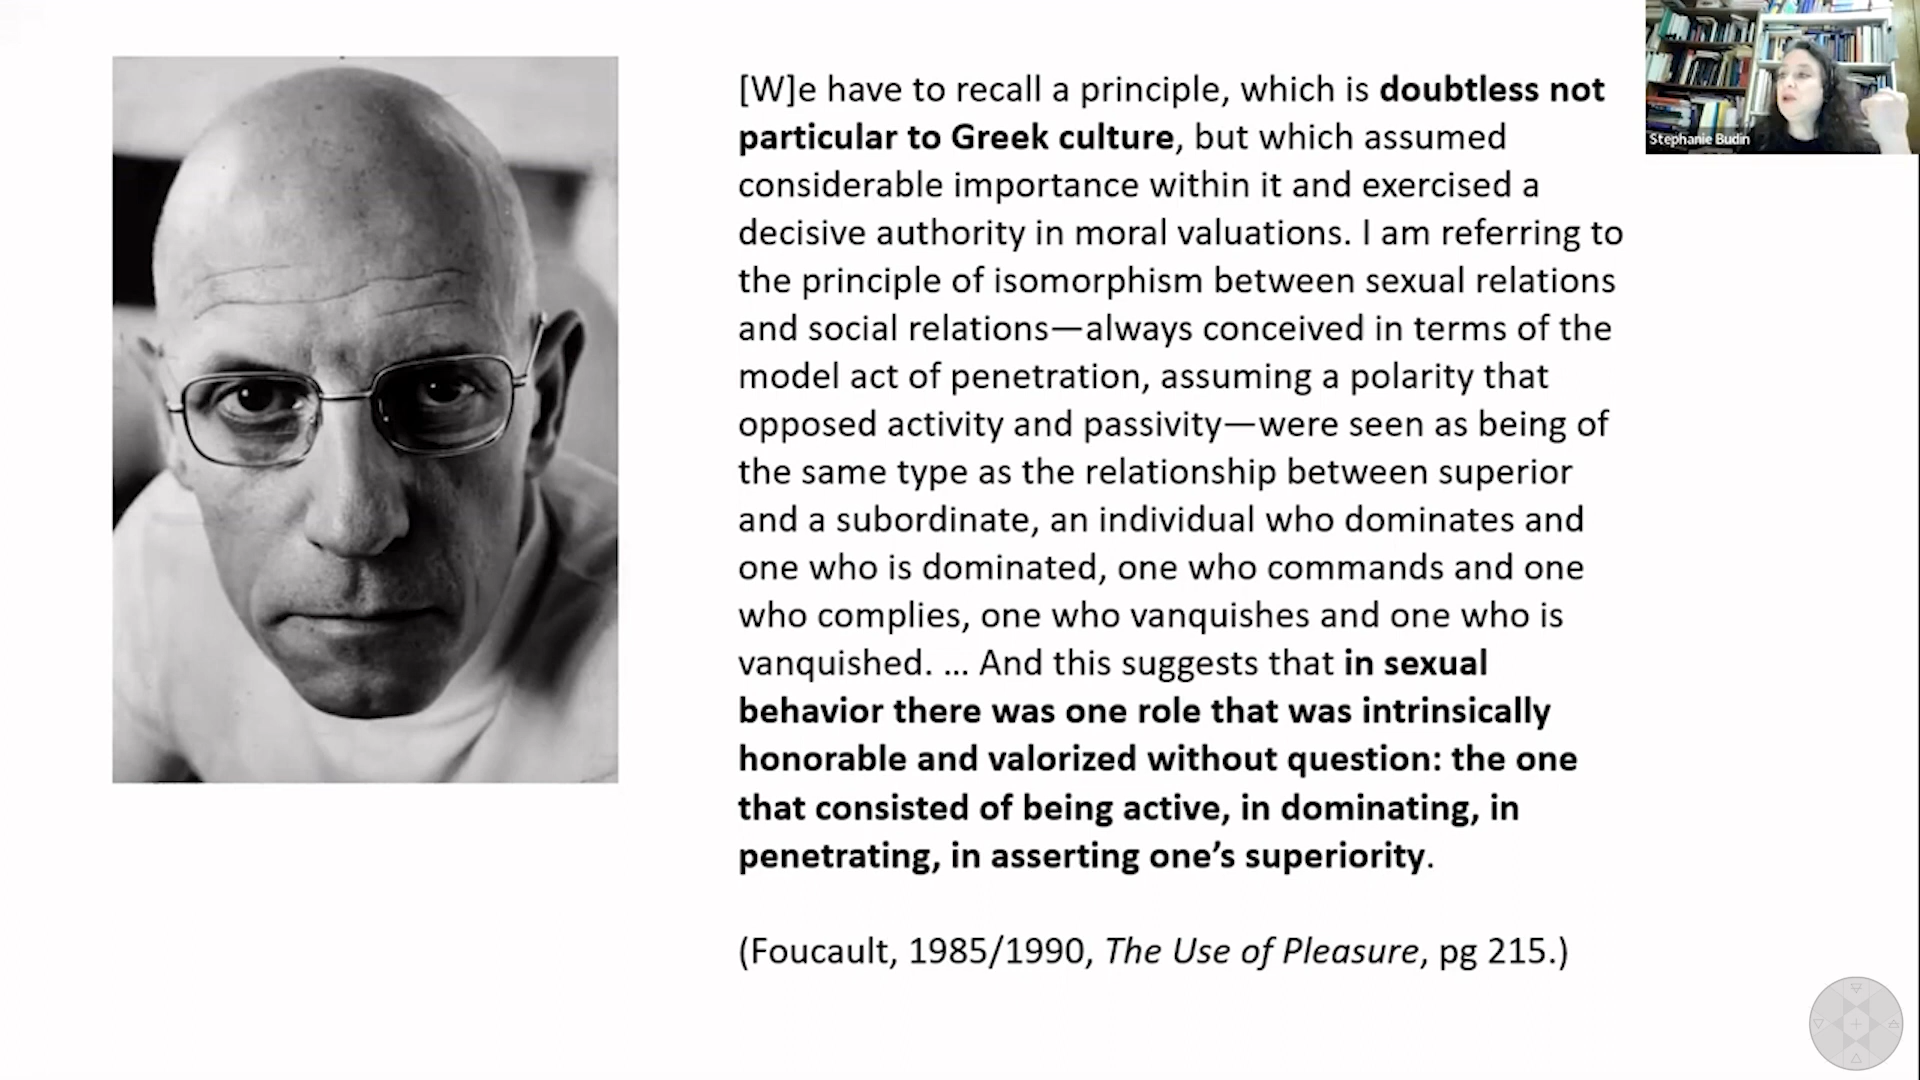 [W]e have to recall a principle, which is doubtless not
particular to Greek culture, but which assumed
considerable importance within it and exercised a
decisive authority in moral valuations. I am referring to
the principle of isomorphism between sexual relations
and social relations—always conceived in terms of the
model act of penetration, assuming a polarity that
opposed activity and passivity—were seen as being of
the same type as the relationship between superior
and a subordinate, an individual who dominates and
one who is dominated, one who commands and one
who complies, one who vanquishes and one who is
vanquished. … And this suggests that in sexual
behavior there was one role that was intrinsically
honorable and valorized without question: the one
that consisted of being active, in dominating, in
penetrating, in asserting one’s superiority.
(Foucault, 1985/1990, The Use of Pleasure, pg 215.)
Stephanie Budin